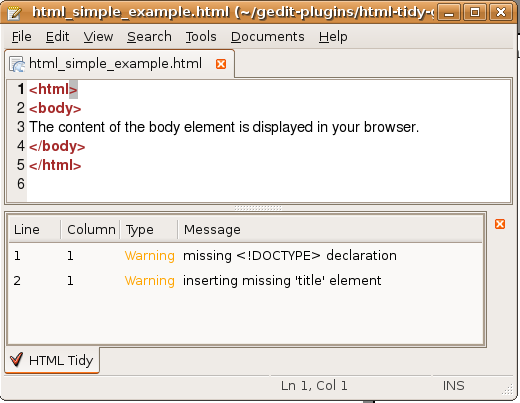 html_simple_example.html (~/gedit-plugins/html-tidy-
File Edit View Search Tools Documents Help
html_simple_example.html
1 <html>
2 <body>
3 The content of the body element is displayed in your browser.
4 </body>
5 </html>
6
Line Column Type Message
1 1 Warning missing <!DOCTYPE> declaration
2 1 Warning inserting missing 'title' element
HTML Tidy
Ln 1, Col 1 INS